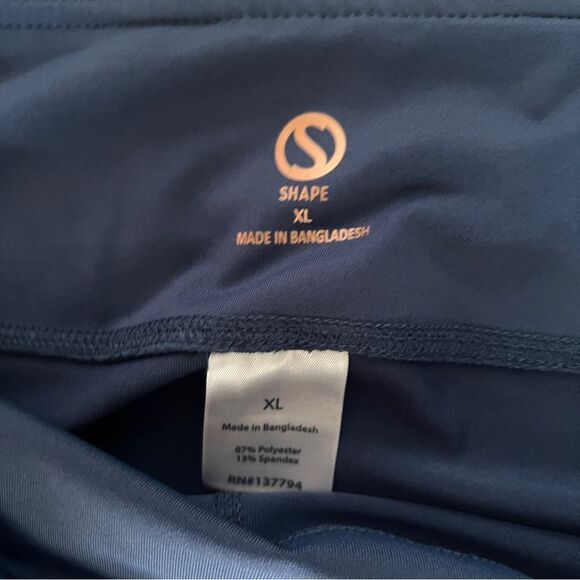 S
SHAPE
XL
MADE IN BANGLADESH
XL
Made in Bangladesh
87% Polyester
13% Spandex
RN#137794